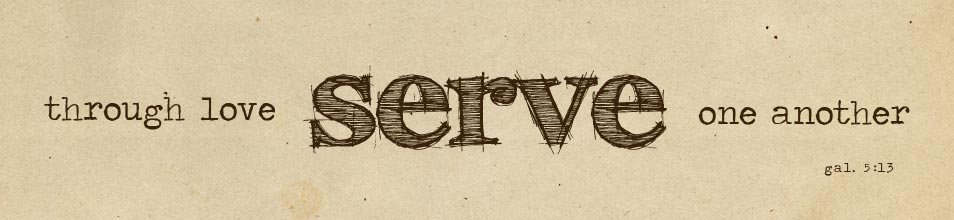 through love serve one another
gal. 5:13